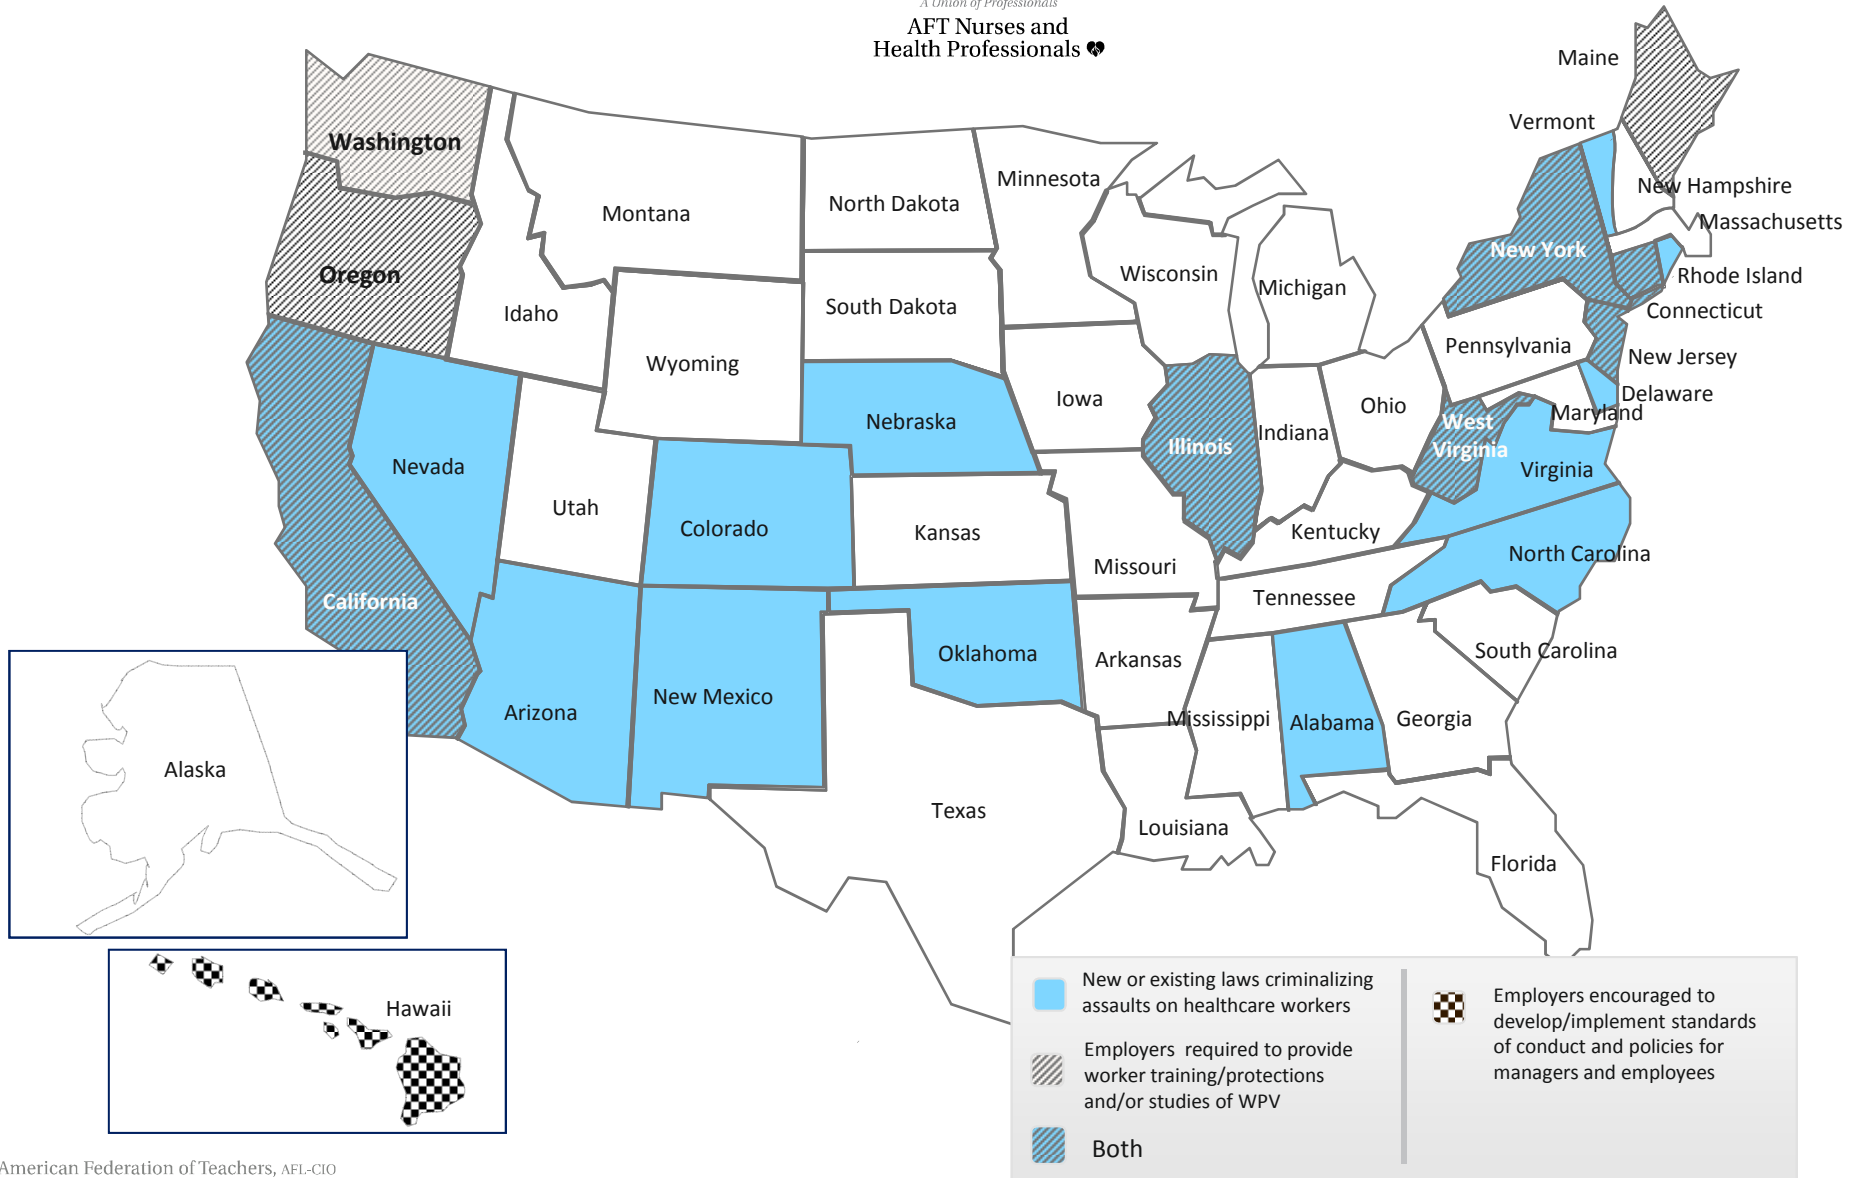 A Union of Professionals
AFT Nurses and
Health Professionals
Maine
Vermont
Washington
Minnesota
New Hampshire
North Dakota
Montana
Massachusetts
New York
Oregon
Wisconsin
Rhode Island
Michigan
South Dakota
Idaho
Connecticut
Pennsylvania
New Jersey
Wyoming
Delaware
Iowa
Ohio
Maryland
Nebraska
West
Virginia
Indiana
Illinois
Nevada
Virginia
Utah
Colorado
Kansas
Kentucky
North Carolina
Missouri
California
Tennessee
Oklahoma
Arkansas
South Carolina
New Mexico
Arizona
Mississippi
Alabama
Georgia
Alaska
Texas
Louisiana
Florida
Hawaii
New or existing laws criminalizing
assaults on healthcare workers
Employers required to provide
worker training/protections
and/or studies of WPV
Both
Employers encouraged to
develop/implement standards
of conduct and policies for
managers and employees
American Federation of Teachers, AFL-CIO